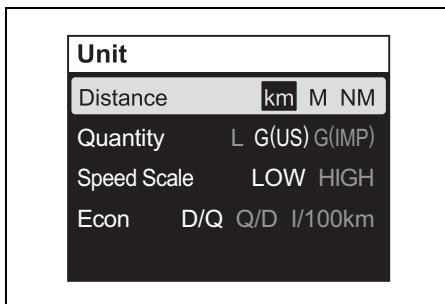 Unit
Distance km M NM
Quantity L G(US) G(IMP)
Speed Scale LOW HIGH
Econ D/Q Q/D l/100km